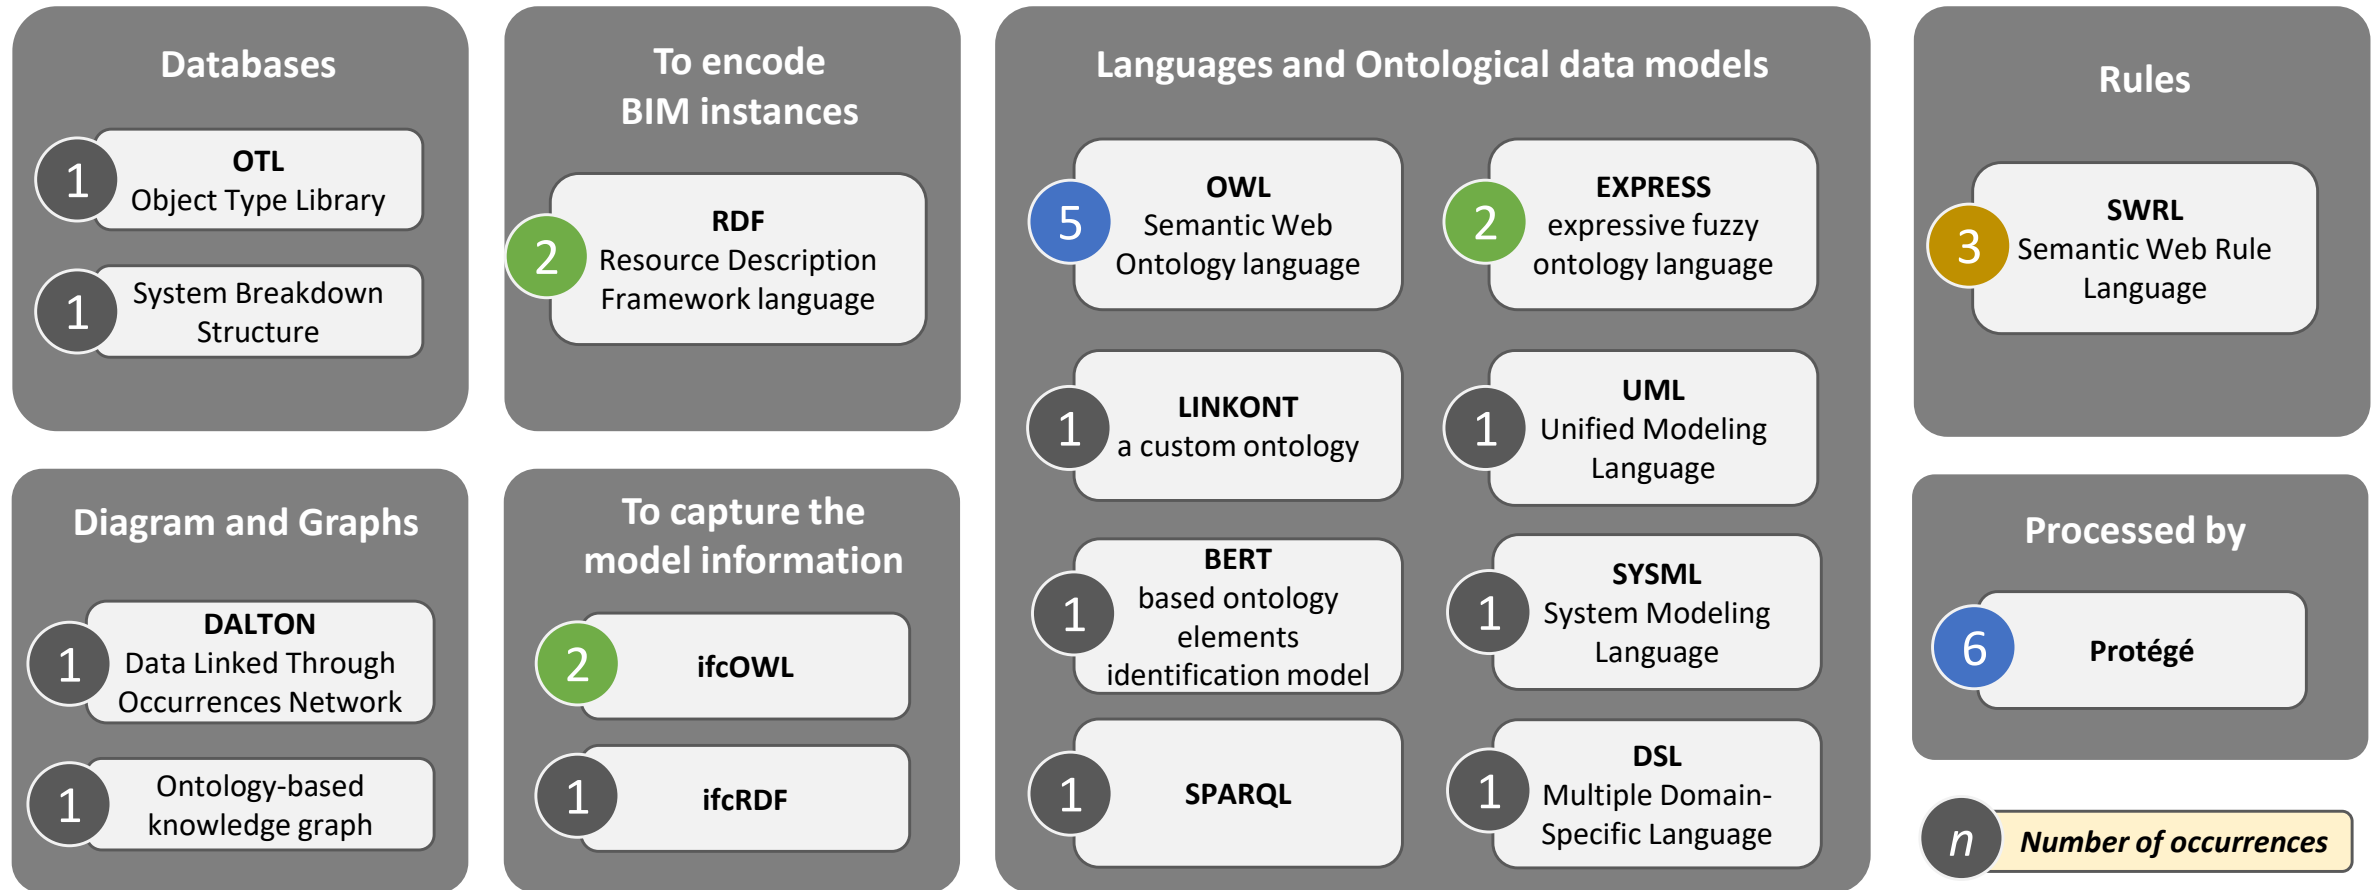 Databases
1
OTL
Object Type Library
1
System Breakdown
Structure
To encode
BIM instances
2
RDF
Resource Description
Framework language
Languages and Ontological data models
5
OWL
Semantic Web
Ontology language
2
EXPRESS
expressive fuzzy
ontology language
1
LINKONT
a custom ontology
1
UML
Unified Modeling
Language
1
BERT
based ontology
elements
identification model
1
SYSML
System Modeling
Language
1
SPARQL
1
DSL
Multiple Domain-
Specific Language
Rules
3
SWRL
Semantic Web Rule
Language
Diagram and Graphs
1
DALTON
Data Linked Through
Occurrences Network
1
Ontology-based
knowledge graph
To capture the
model information
2
ifcOWL
1
ifcRDF
Processed by
6
Protégé
n
Number of occurrences